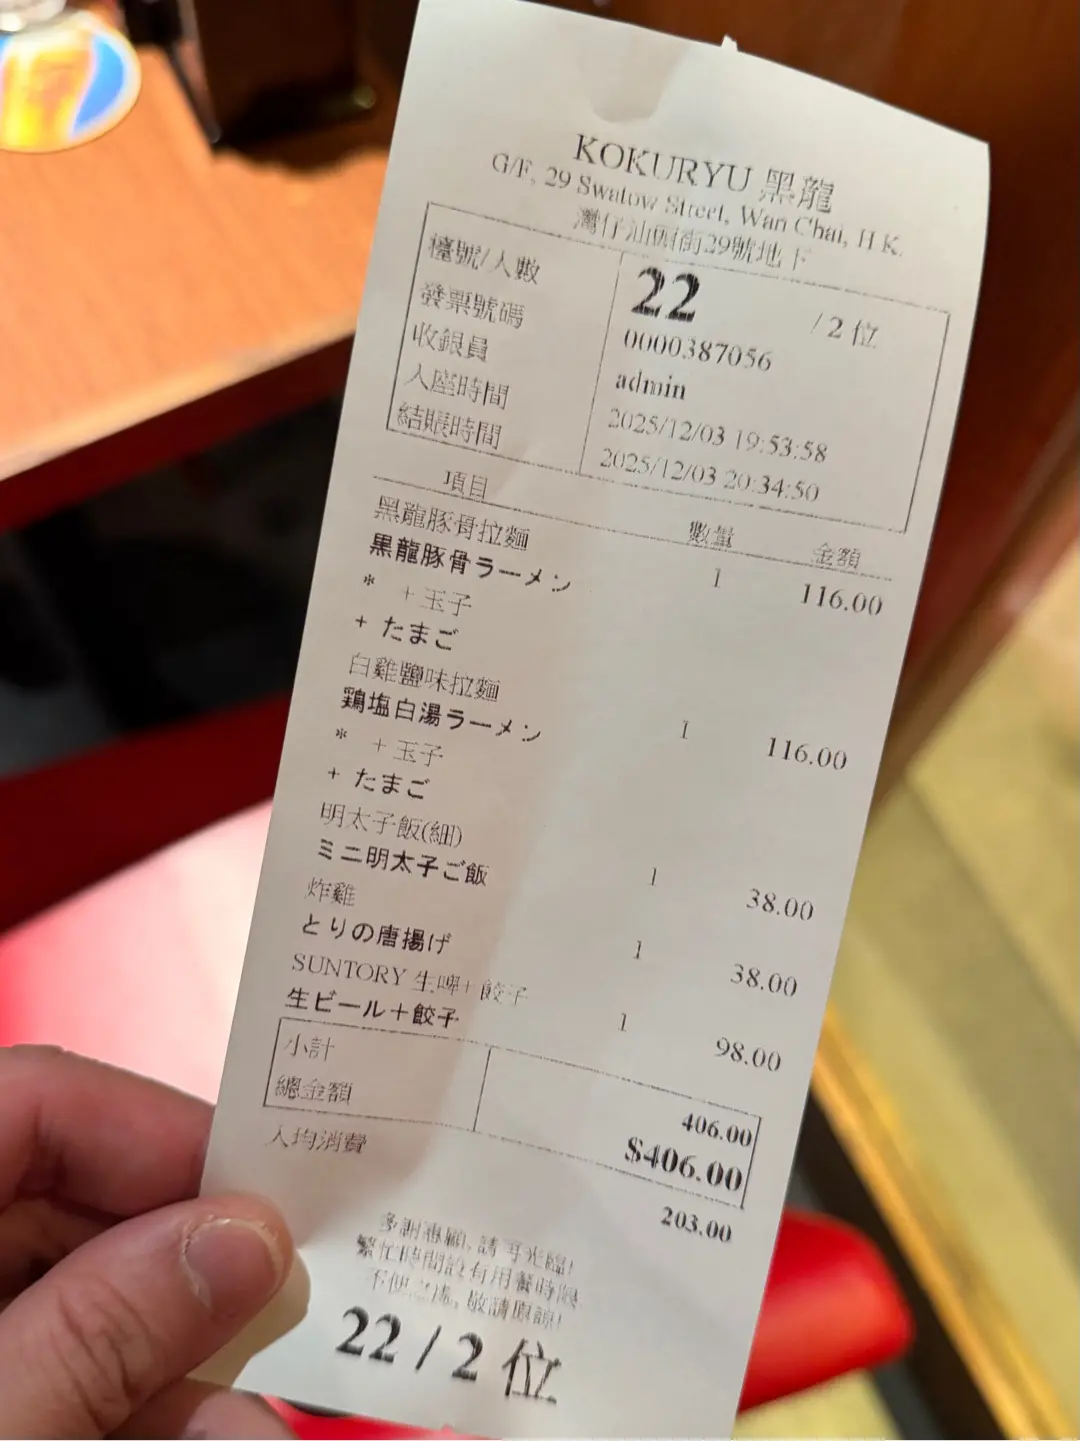 KOKURYU 黑龍
G/F, 29 Swatow Street, Wan Chai, H.K.
灣仔汕頭街29號地下
檯號/人數 22 / 2 位
發票號碼 0000387056
收銀員 admin
入座時間 2025/12/03 19:53:58
結賬時間 2025/12/03 20:34:50
項目 數量 金額
黑龍豚骨拉麵 1 116.00
黒龍豚骨ラーメン
* + 玉子
+ たまご
白雞鹽味拉麵 1 116.00
鶏塩白湯ラーメン
* + 玉子
+ たまご
明太子飯(細) 1 38.00
ミニ明太子ご飯
炸雞 1 38.00
とりの唐揚げ
SUNTORY 生啤+餃子 1 98.00
生ビール+餃子
小計 406.00
總金額 $406.00
人均消費 203.00
多謝惠顧, 請再光臨!
繁忙時間設有用餐時限
不便之處, 敬請原諒!
22 / 2 位